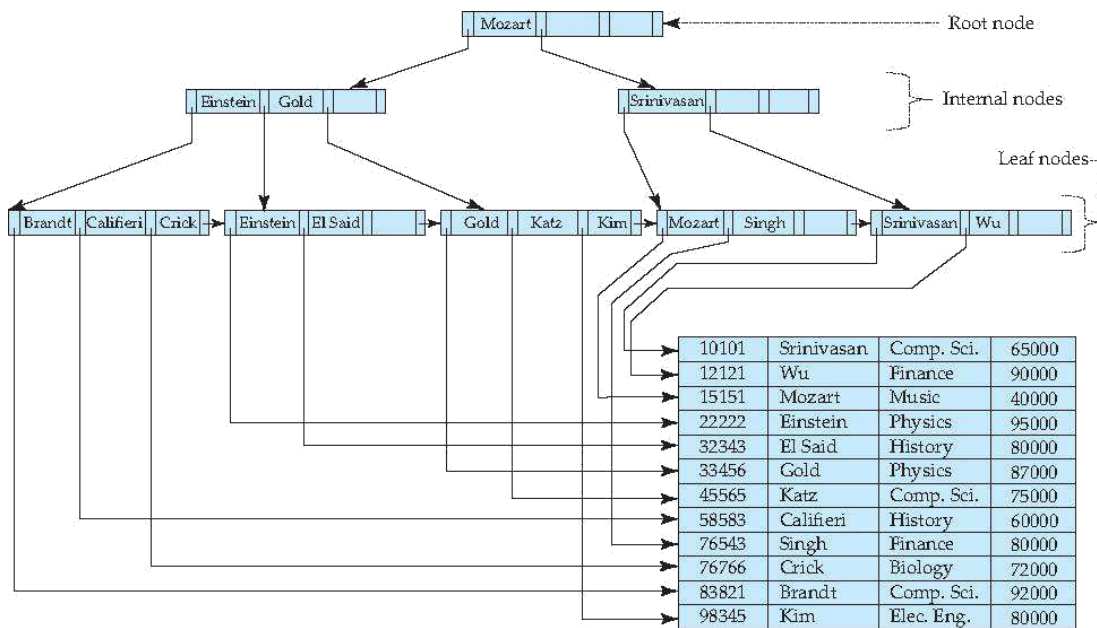 Mozart
Root node
Einstein Gold
Srinivasan
Internal nodes
Leaf nodes
Brandt Califieri Crick
Einstein El Said
Gold Katz Kim
Mozart Singh
Srinivasan Wu
10101 Srinivasan Comp. Sci. 65000
12121 Wu Finance 90000
15151 Mozart Music 40000
22222 Einstein Physics 95000
32343 El Said History 80000
33456 Gold Physics 87000
45565 Katz Comp. Sci. 75000
58583 Califieri History 60000
76543 Singh Finance 80000
76766 Crick Biology 72000
83821 Brandt Comp. Sci. 92000
98345 Kim Elec. Eng. 80000